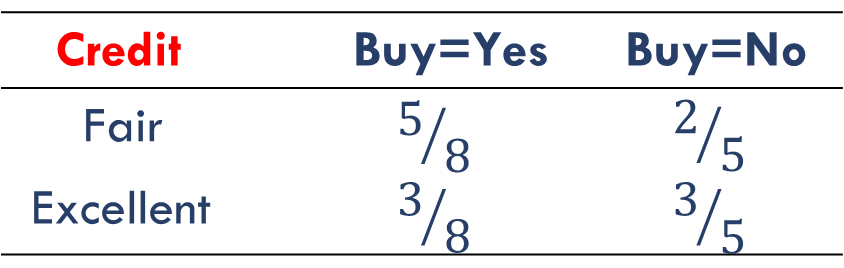 Credit Buy=Yes Buy=No
Fair 5/8 2/5
Excellent 3/8 3/5